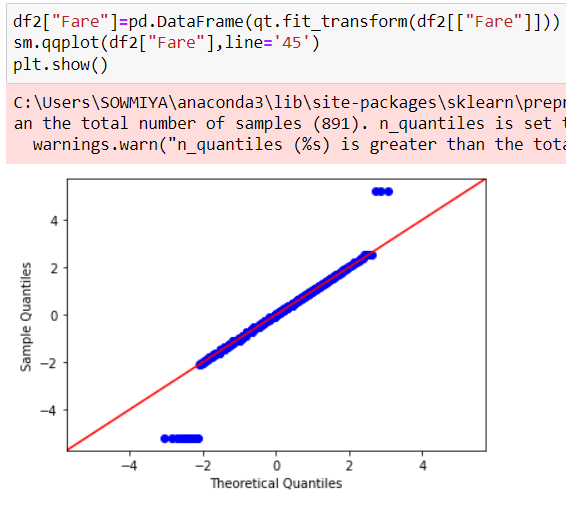 df2["Fare"]=pd.DataFrame(qt.fit_transform(df2[["Fare"]]))
sm.qqplot(df2["Fare"],line='45')
plt.show()
C:\Users\SOWMIYA\anaconda3\lib\site-packages\sklearn\prepr
an the total number of samples (891). n_quantiles is set t
warnings.warn("n_quantiles (%s) is greater than the tota
4
2
0
−2
−4
Sample Quantiles
−4 −2 0 2 4
Theoretical Quantiles